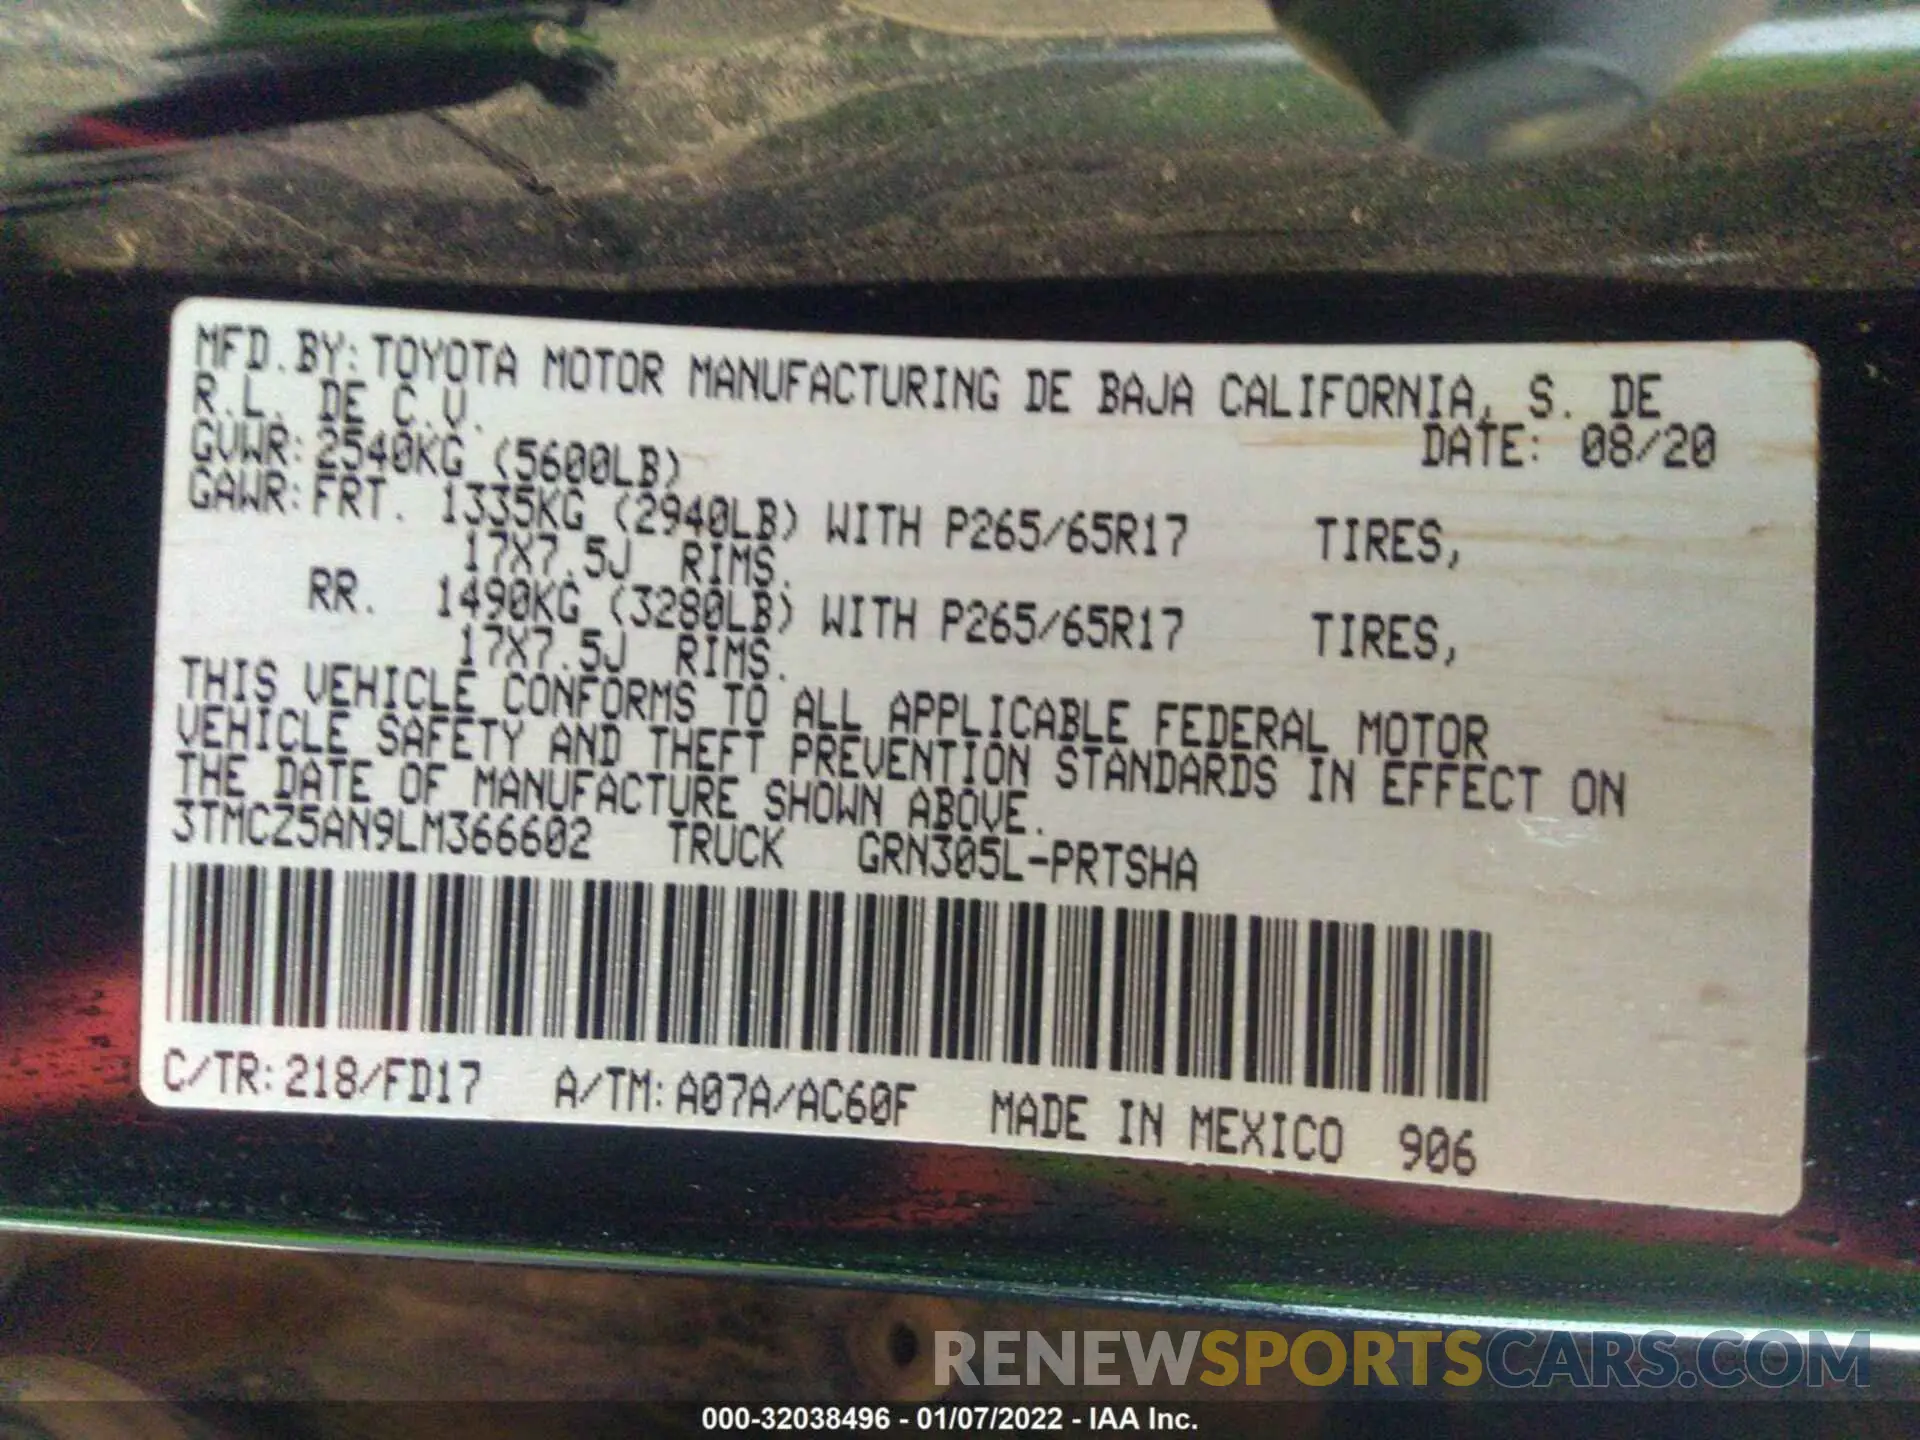 MFD.BY:TOYOTA MOTOR MANUFACTURING DE BAJA CALIFORNIA, S. DE
R.L. DE C.V.
DATE: 08/20
GVWR:2540KG (5600LB)
GAWR:FRT. 1335KG (2940LB) WITH P265/65R17 TIRES,
17X7.5J RIMS.
RR. 1490KG (3280LB) WITH P265/65R17 TIRES,
17X7.5J RIMS.
THIS VEHICLE CONFORMS TO ALL APPLICABLE FEDERAL MOTOR
VEHICLE SAFETY AND THEFT PREVENTION STANDARDS IN EFFECT ON
THE DATE OF MANUFACTURE SHOWN ABOVE.
3TMCZ5AN9LM366602 TRUCK GRN305L-PRTSHA
C/TR:218/FD17 A/TM:A07A/AC60F MADE IN MEXICO 906
RENEWSPORTSCARS.COM
000-32038496 - 01/07/2022 - IAA Inc.